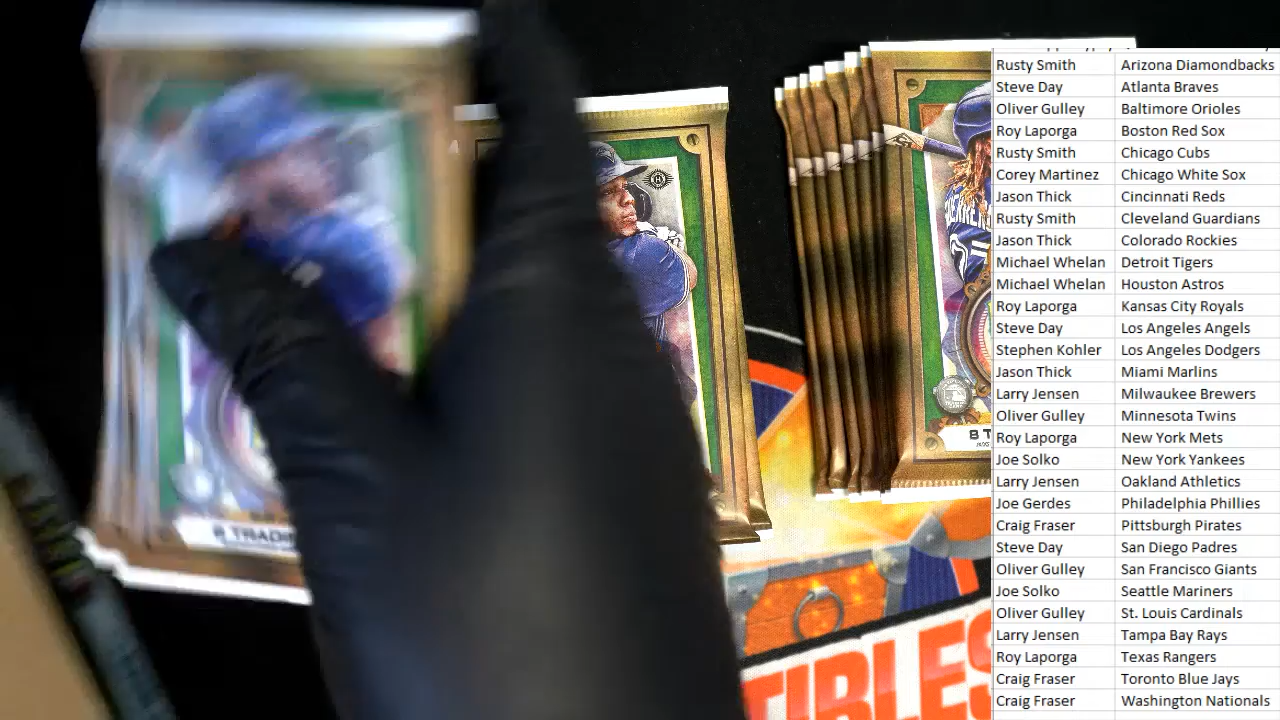 Rusty Smith Arizona Diamondbacks
Steve Day Atlanta Braves
Oliver Gulley Baltimore Orioles
Roy Laporga Boston Red Sox
Rusty Smith Chicago Cubs
Corey Martinez Chicago White Sox
Jason Thick Cincinnati Reds
Rusty Smith Cleveland Guardians
Jason Thick Colorado Rockies
Michael Whelan Detroit Tigers
Michael Whelan Houston Astros
Roy Laporga Kansas City Royals
Steve Day Los Angeles Angels
Stephen Kohler Los Angeles Dodgers
Jason Thick Miami Marlins
Larry Jensen Milwaukee Brewers
Oliver Gulley Minnesota Twins
Roy Laporga New York Mets
Joe Solko New York Yankees
Larry Jensen Oakland Athletics
Joe Gerdes Philadelphia Phillies
Craig Fraser Pittsburgh Pirates
Steve Day San Diego Padres
Oliver Gulley San Francisco Giants
Joe Solko Seattle Mariners
Oliver Gulley St. Louis Cardinals
Larry Jensen Tampa Bay Rays
Roy Laporga Texas Rangers
Craig Fraser Toronto Blue Jays
Craig Fraser Washington Nationals
8 T
8 TRADI
TIBLES